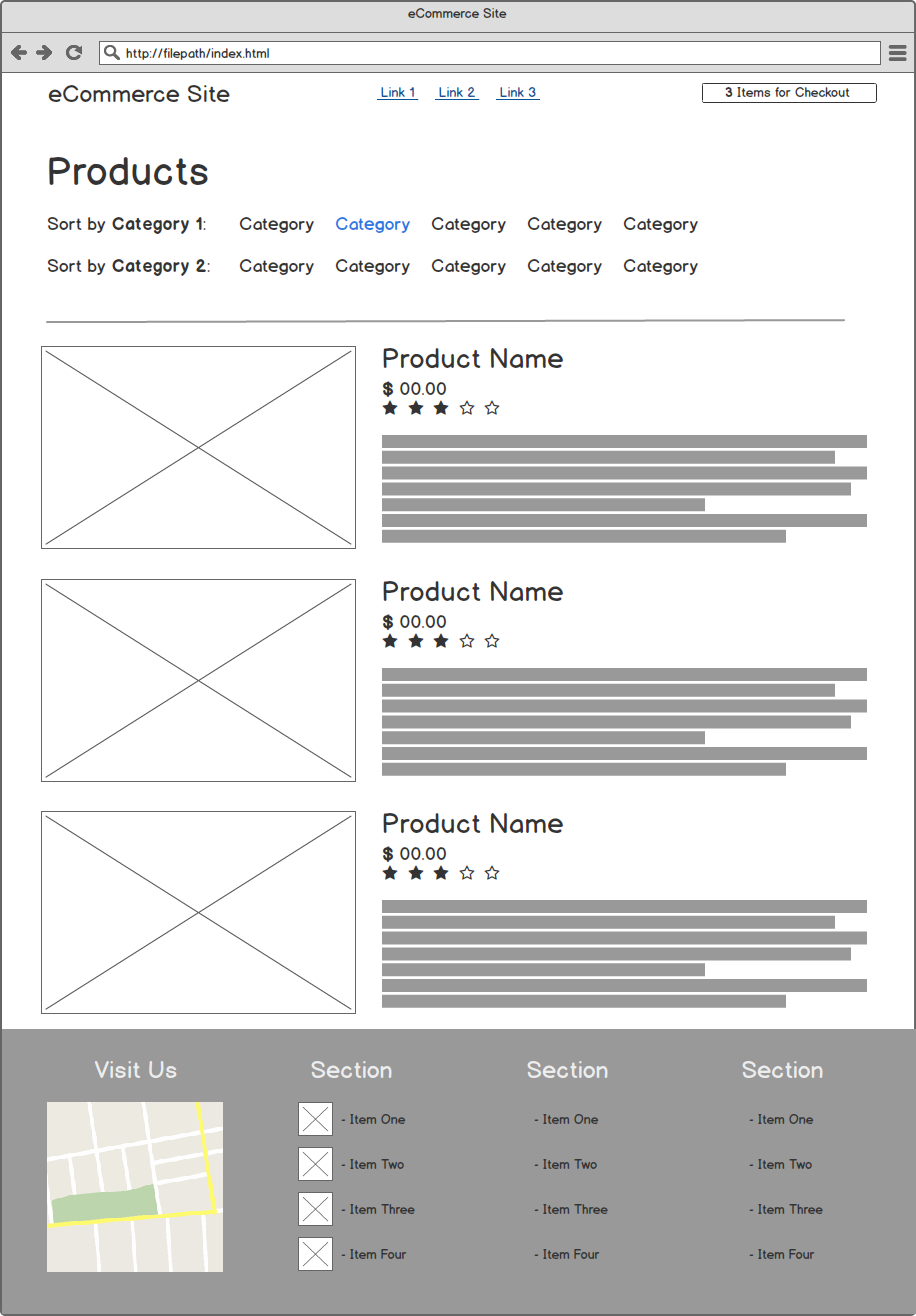 eCommerce Site
http://filepath/index.html
eCommerce Site Link 1 Link 2 Link 3 3 Items for Checkout
Products
Sort by Category 1: Category Category Category Category Category
Sort by Category 2: Category Category Category Category Category
Product Name
$ 00.00
Product Name
$ 00.00
Product Name
$ 00.00
Visit Us Section Section Section
- Item One - Item One - Item One
- Item Two - Item Two - Item Two
- Item Three - Item Three - Item Three
- Item Four - Item Four - Item Four